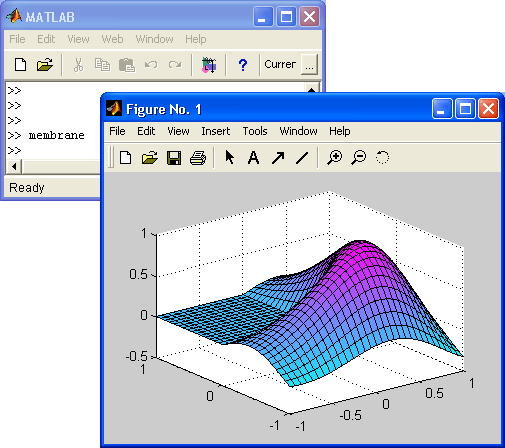 MATLAB
File Edit View Web Window Help
? Currer ...
>>
>>
>>
>> membrane
>>
Ready
Figure No. 1
File Edit View Insert Tools Window Help
A
1
0.5
0
-0.5
1
0
-1
-1
-0.5
0
0.5
1